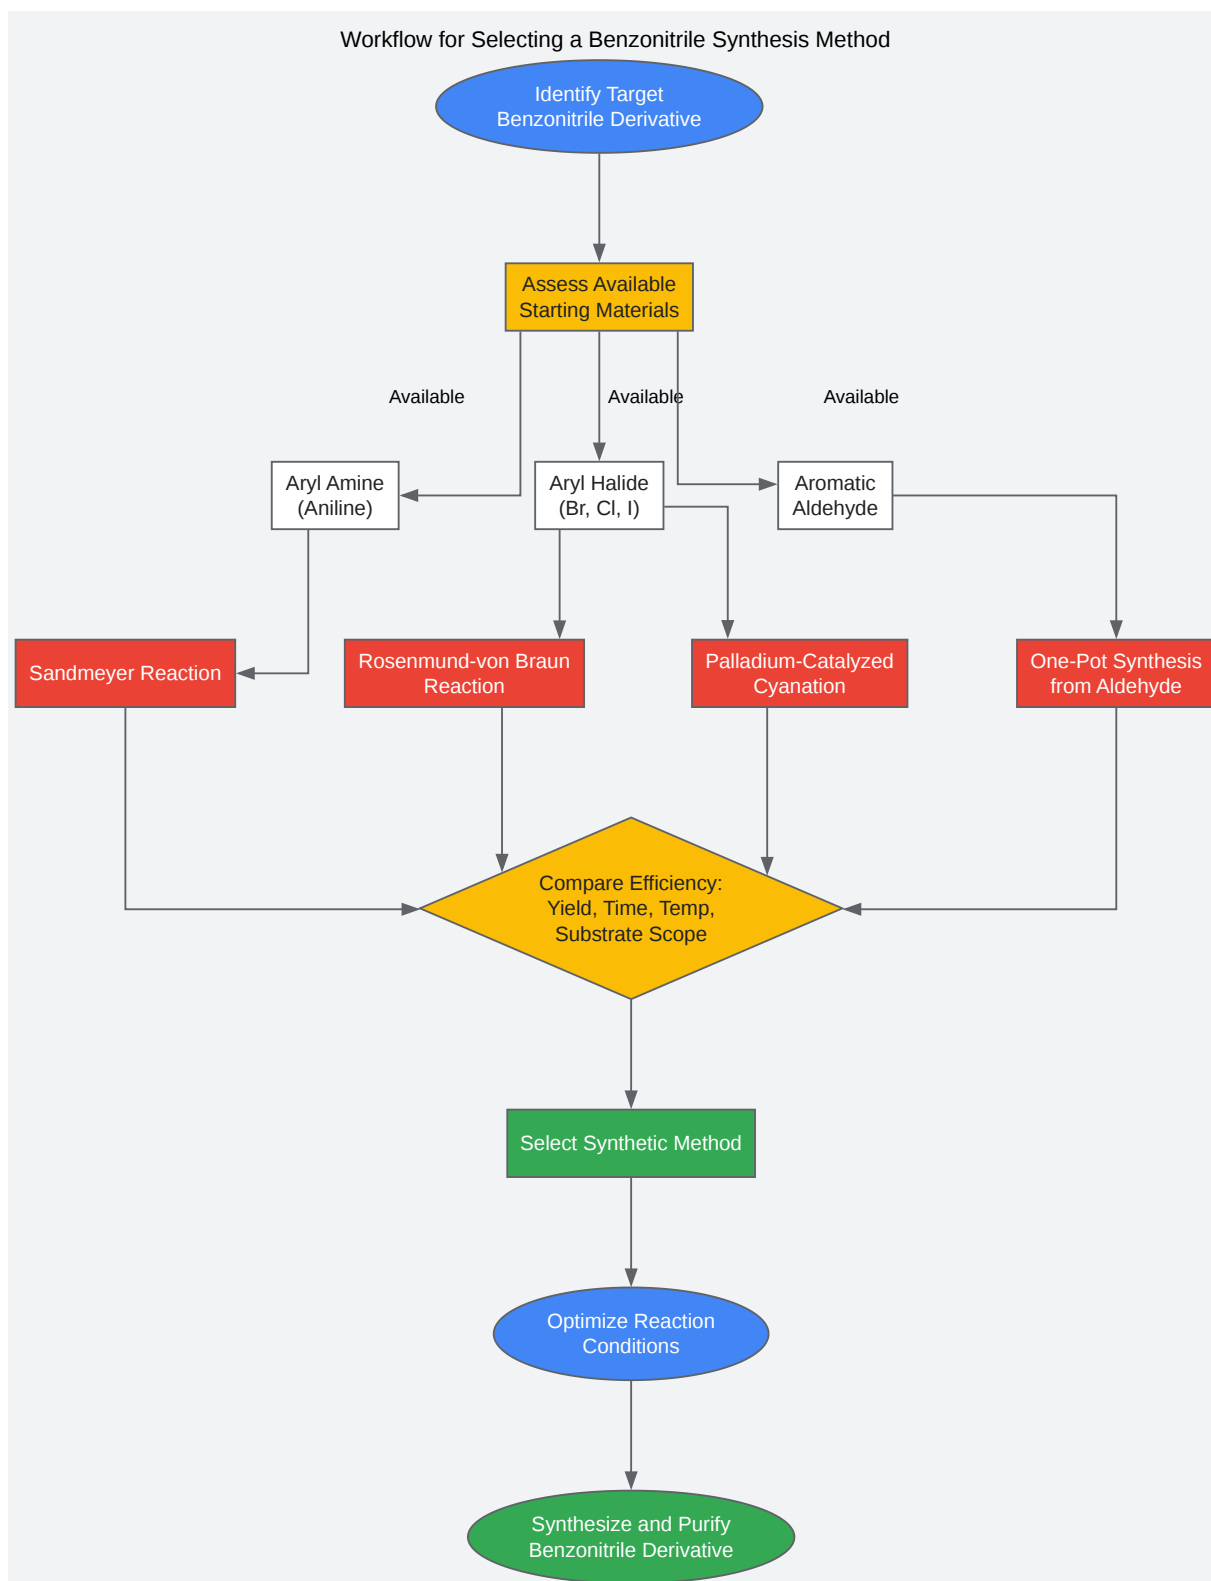 Workflow for Selecting a Benzonitrile Synthesis Method
Identify Target
Benzonitrile Derivative
Assess Available
Starting Materials
Available
Available
Available
Aryl Amine
(Aniline)
Aryl Halide
(Br, Cl, I)
Aromatic
Aldehyde
Sandmeyer Reaction
Rosenmund-von Braun
Reaction
Palladium-Catalyzed
Cyanation
One-Pot Synthesis
from Aldehyde
Compare Efficiency:
Yield, Time, Temp,
Substrate Scope
Select Synthetic Method
Optimize Reaction
Conditions
Synthesize and Purify
Benzonitrile Derivative